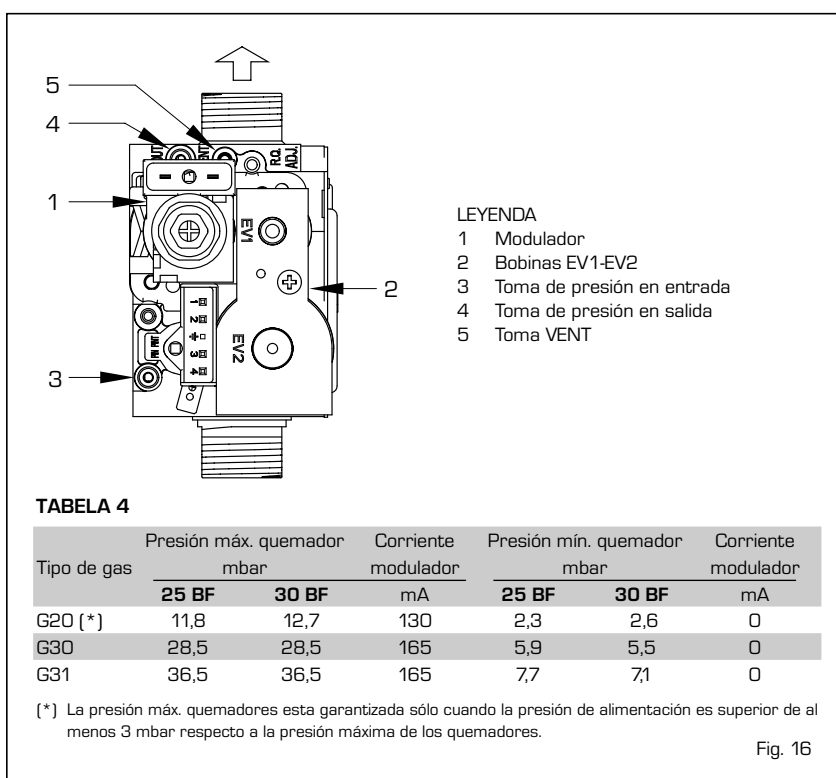 5
4
1
2
3
OUT
VENT
R.Q.
ADJ.
EV1
EV2
1
2
3
4
LEYENDA
1 Modulador
2 Bobinas EV1-EV2
3 Toma de presión en entrada
4 Toma de presión en salida
5 Toma VENT
TABELA 4
Presión máx. quemador Corriente Presión mín. quemador Corriente
Tipo de gas mbar modulador mbar modulador
25 BF 30 BF mA 25 BF 30 BF mA
G20 (*) 11,8 12,7 130 2,3 2,6 0
G30 28,5 28,5 165 5,9 5,5 0
G31 36,5 36,5 165 7,7 7,1 0
(*) La presión máx. quemadores esta garantizada sólo cuando la presión de alimentación es superior de al
menos 3 mbar respecto a la presión máxima de los quemadores.
Fig. 16